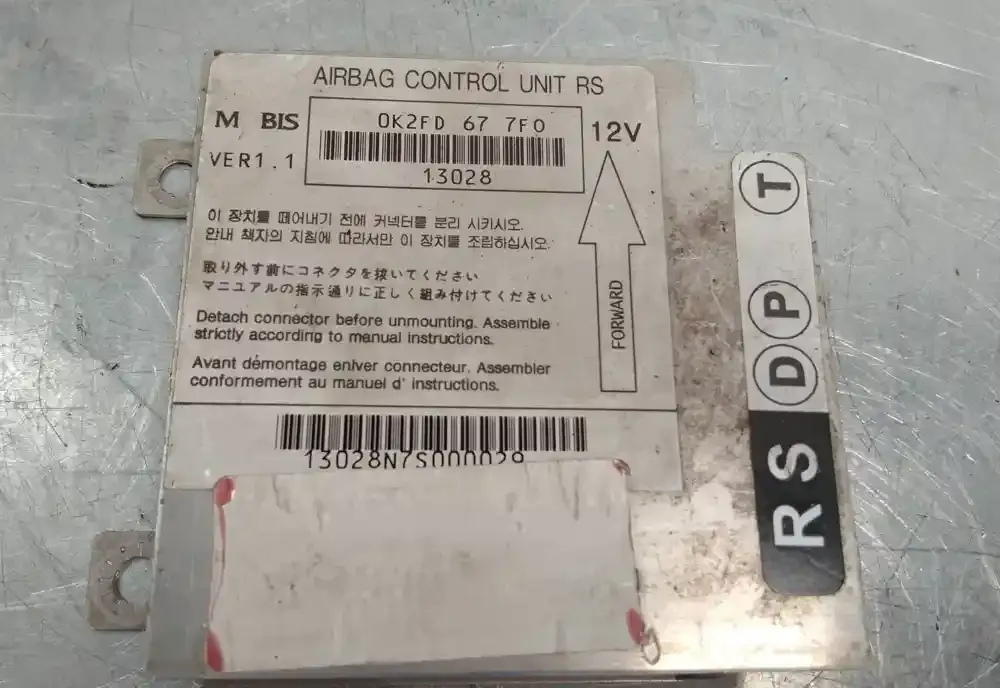 AIRBAG CONTROL UNIT RS
M BIS
0K2FD 67 7F0
12V
VER1.1
13028
이 장치를 떼어내기 전에 커넥터를 분리 시키시오.
안내 책자의 지침에 따라서만 이 장치를 조립하십시오.
取り外す前にコネクタを抜いてください
マニュアルの指示通りに正しく組み付けてください
Detach connector before unmounting. Assemble
strictly according to manual instructions.
Avant démontage enlver connecteur. Assembler
conformement au manuel d' instructions.
FORWARD
13028N7S000029
T
P
D
RS